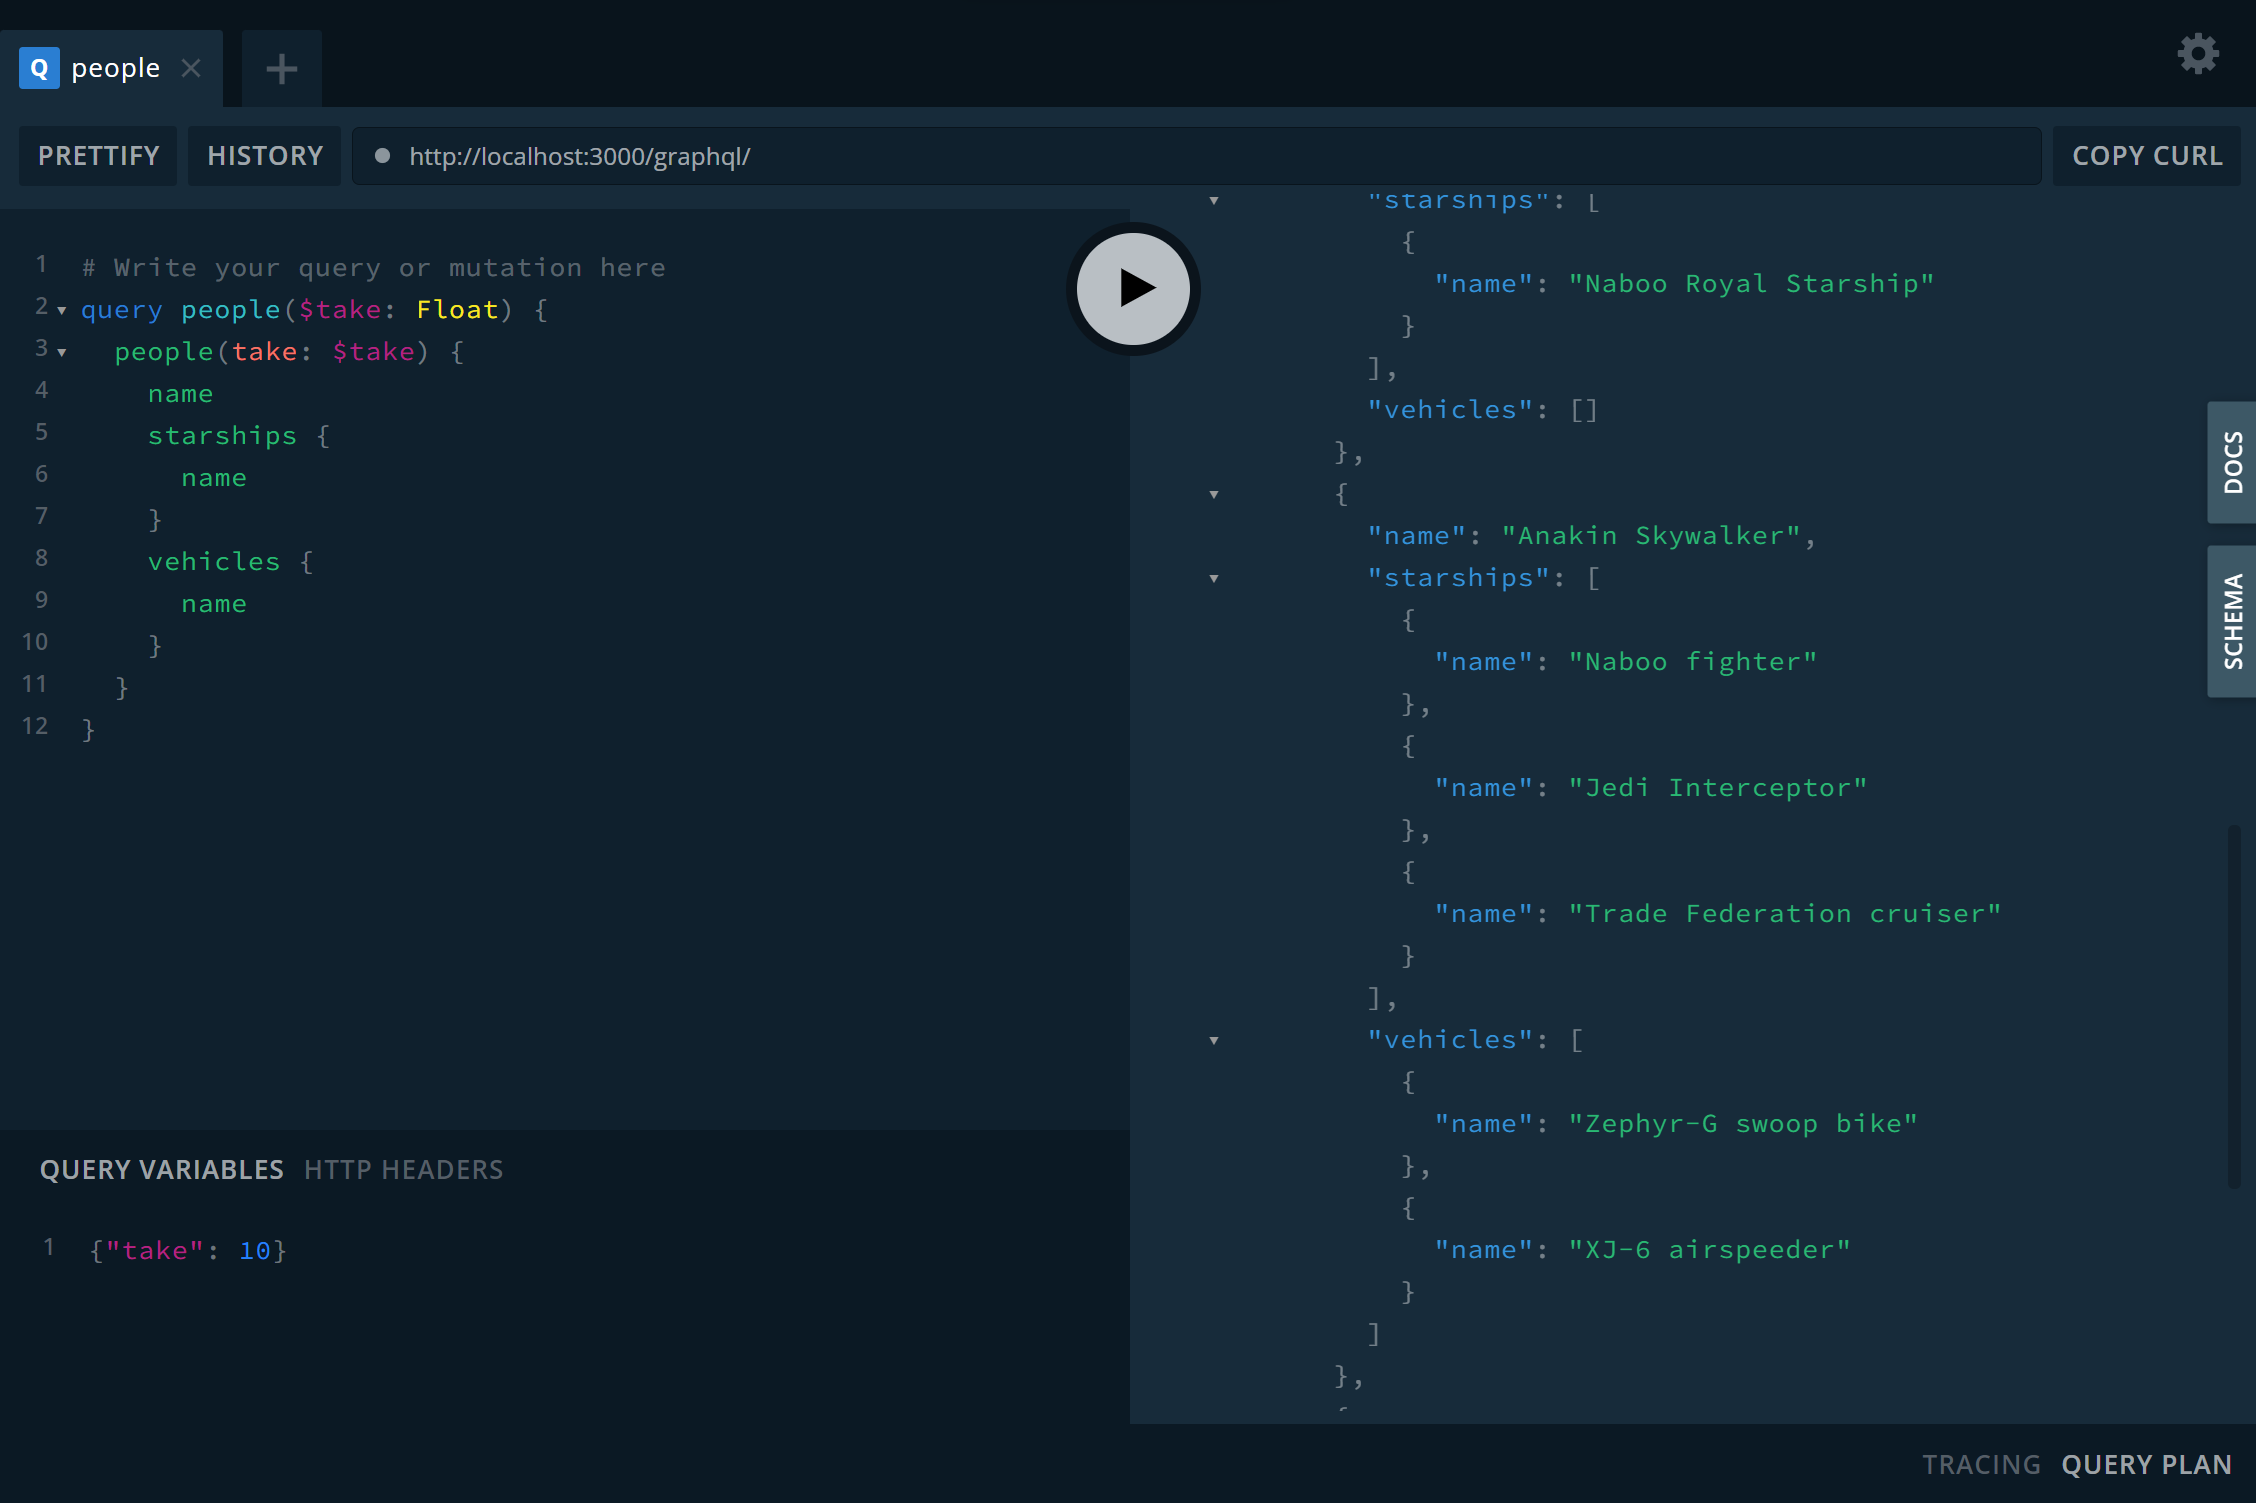 Q people
PRETTIFY HISTORY http://localhost:3000/graphql/ COPY CURL
1 # Write your query or mutation here
2 query people($take: Float) {
3 people(take: $take) {
4 name
5 starships {
6 name
7 }
8 vehicles {
9 name
10 }
11 }
12 }
QUERY VARIABLES HTTP HEADERS
1 {"take": 10}
"starships": [
{
"name": "Naboo Royal Starship"
}
],
"vehicles": []
},
{
"name": "Anakin Skywalker",
"starships": [
{
"name": "Naboo fighter"
},
{
"name": "Jedi Interceptor"
},
{
"name": "Trade Federation cruiser"
}
],
"vehicles": [
{
"name": "Zephyr-G swoop bike"
},
{
"name": "XJ-6 airspeeder"
}
]
},
DOCS
SCHEMA
TRACING QUERY PLAN